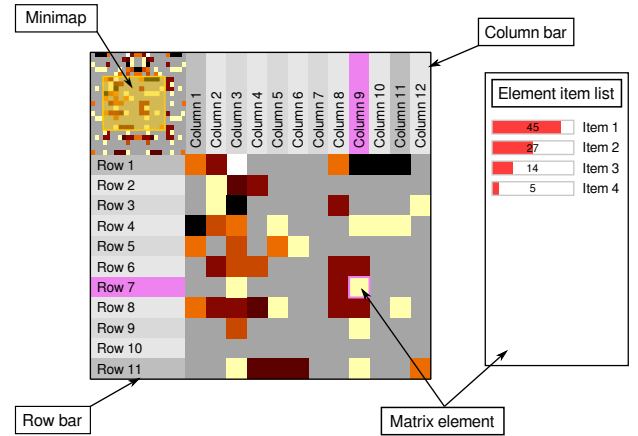 Minimap
Column bar
Element item list
45 Item 1
27 Item 2
14 Item 3
5 Item 4
Column 1
Column 2
Column 3
Column 4
Column 5
Column 6
Column 7
Column 8
Column 9
Column 10
Column 11
Column 12
Row 1
Row 2
Row 3
Row 4
Row 5
Row 6
Row 7
Row 8
Row 9
Row 10
Row 11
Row bar
Matrix element